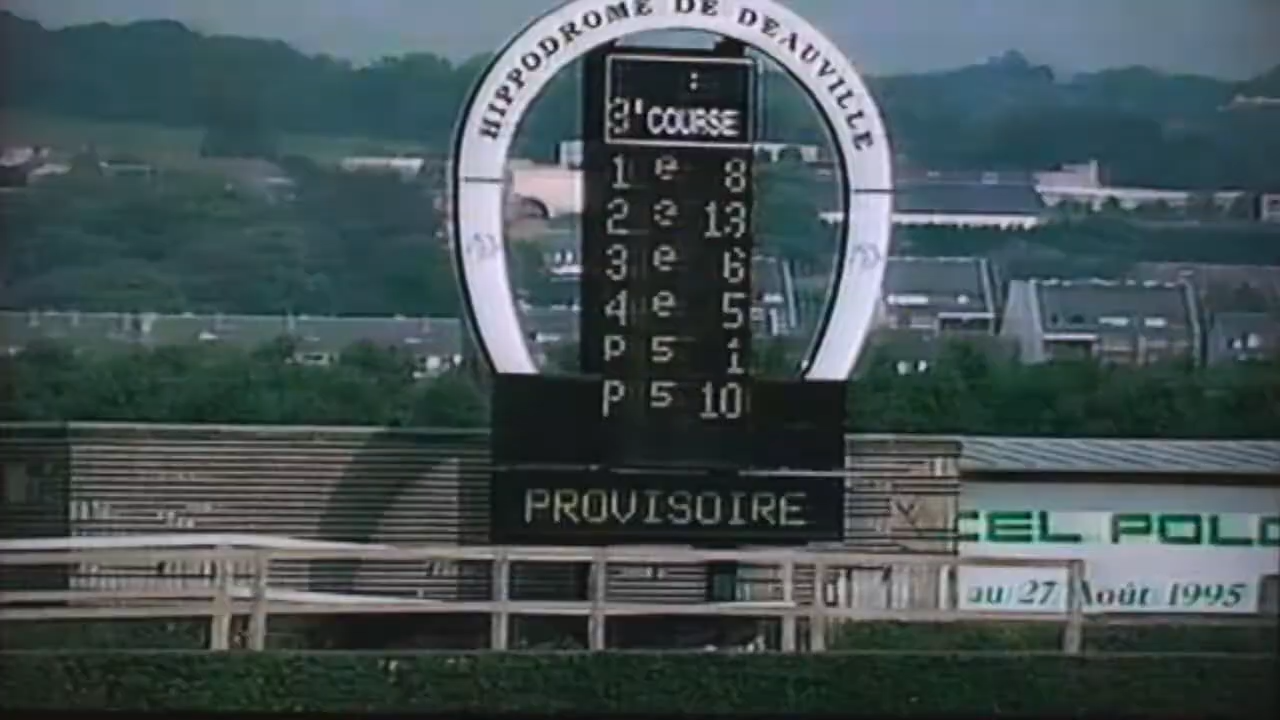 HIPPODROME DE DEAUVILLE
:
3'COURSE
1 e 8
2 e 13
3 e 6
4 e 5
P 5 1
P 5 10
PROVISOIRE
CEL POLO
au 27 Août 1995